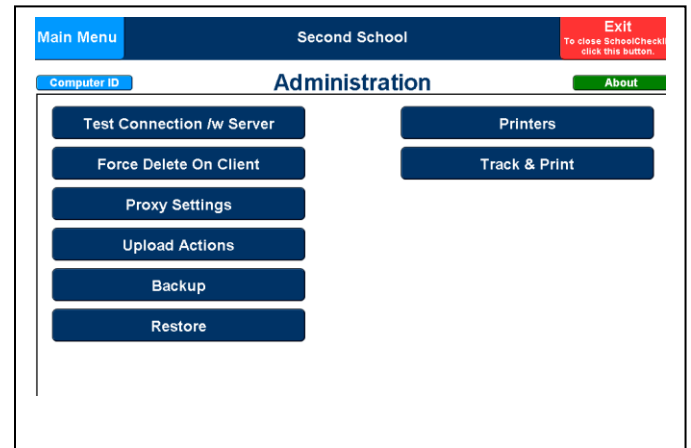 Main Menu
Second School
Exit
To close SchoolCheckI
click this button.
Computer ID
Administration
About
Test Connection /w Server
Printers
Force Delete On Client
Track & Print
Proxy Settings
Upload Actions
Backup
Restore